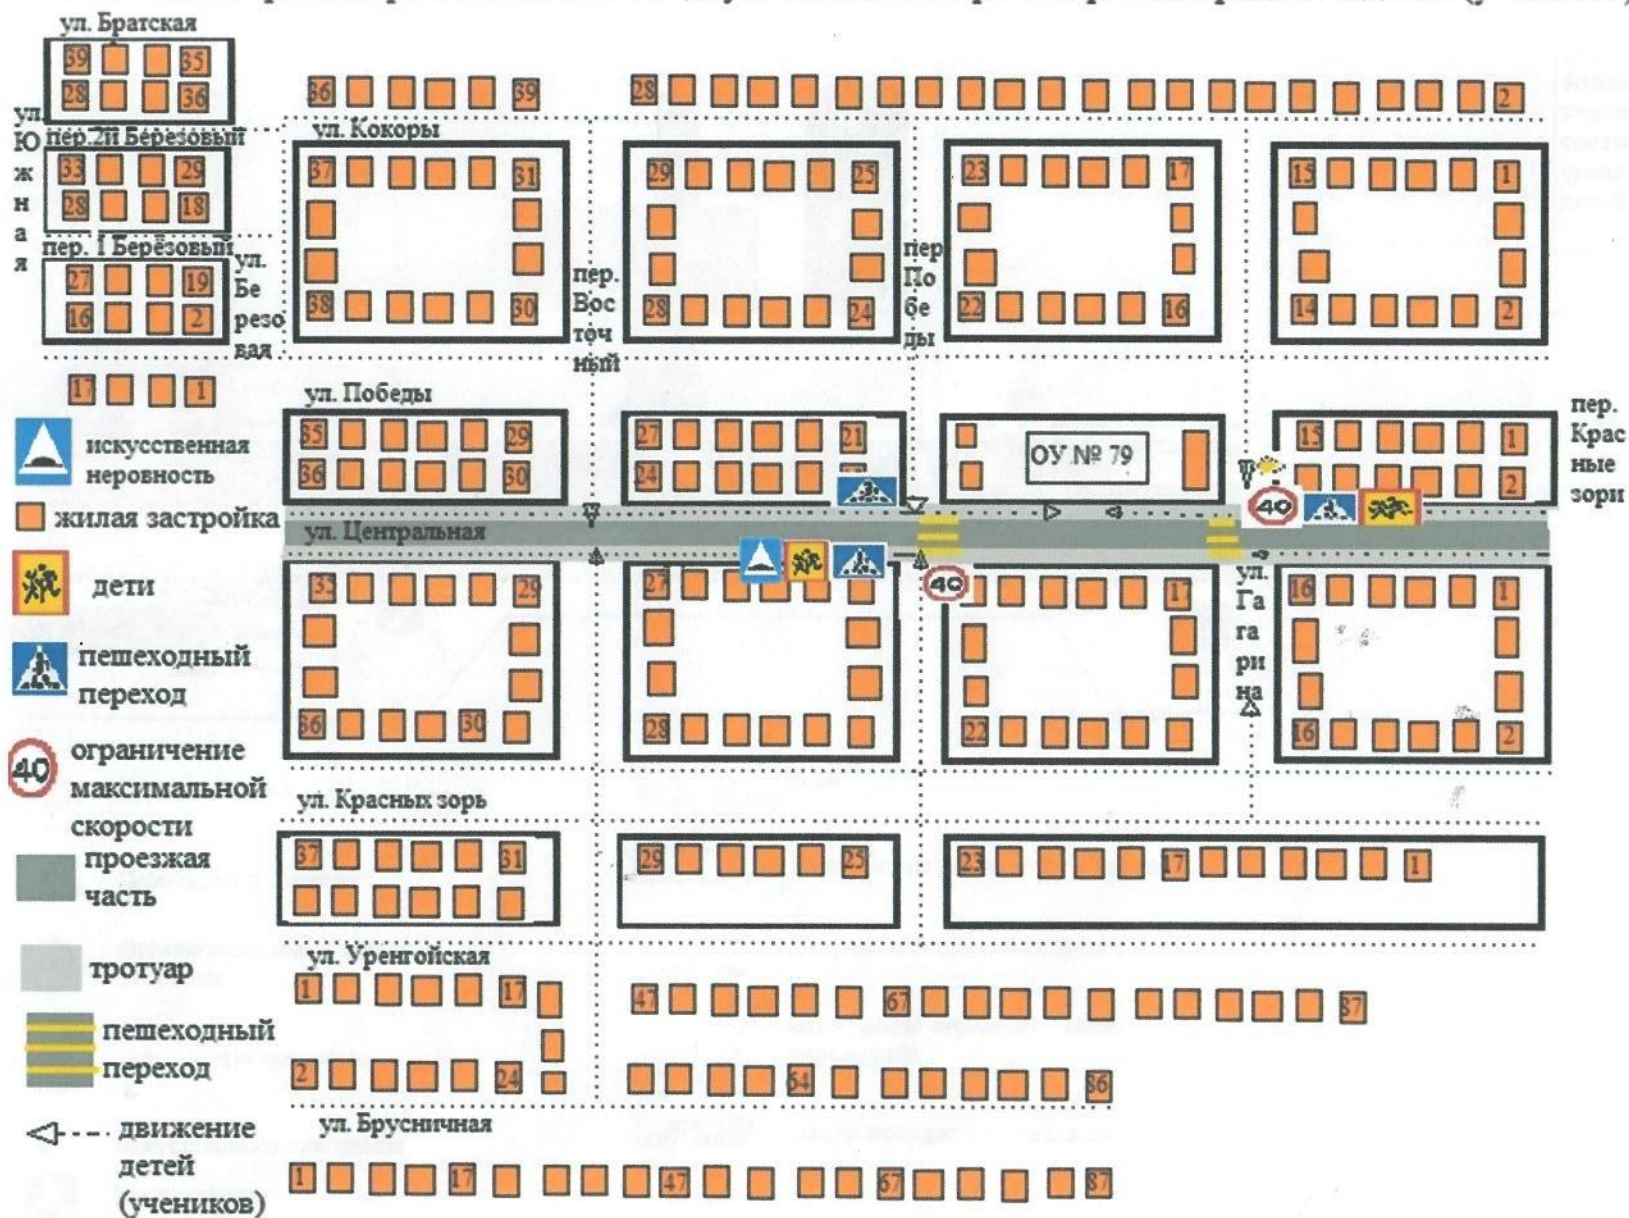 ул. Братская
39 35
28 36
ул. Южная
пер.2й Березовый
33 29
28 18
пер. 1 Берёзовый
27 19
16 2
ул. Березовая
17 1
36 39
28 2
ул. Кокоры
37 31
38 30
пер. Восточный
29 25
28 24
пер Победы
23 17
22 16
15 1
14 2
ул. Победы
35 29
36 30
27 21
24
ОУ № 79
15 1
2
пер. Красные зори
40
ул. Центральная
35 29
36 30
27
28
40
17
22
ул. Гагарина
16 1
16 2
ул. Красных зорь
37 31
29 25
23 17 1
ул. Уренгойская
1 17
47 67 87
2 24
64 86
ул. Брусничная
1 17 47 67 87
искусственная
неровность
жилая застройка
дети
пешеходный
переход
40
ограничение
максимальной
скорости
проезжая
часть
тротуар
пешеходный
переход
движение
детей
(учеников)